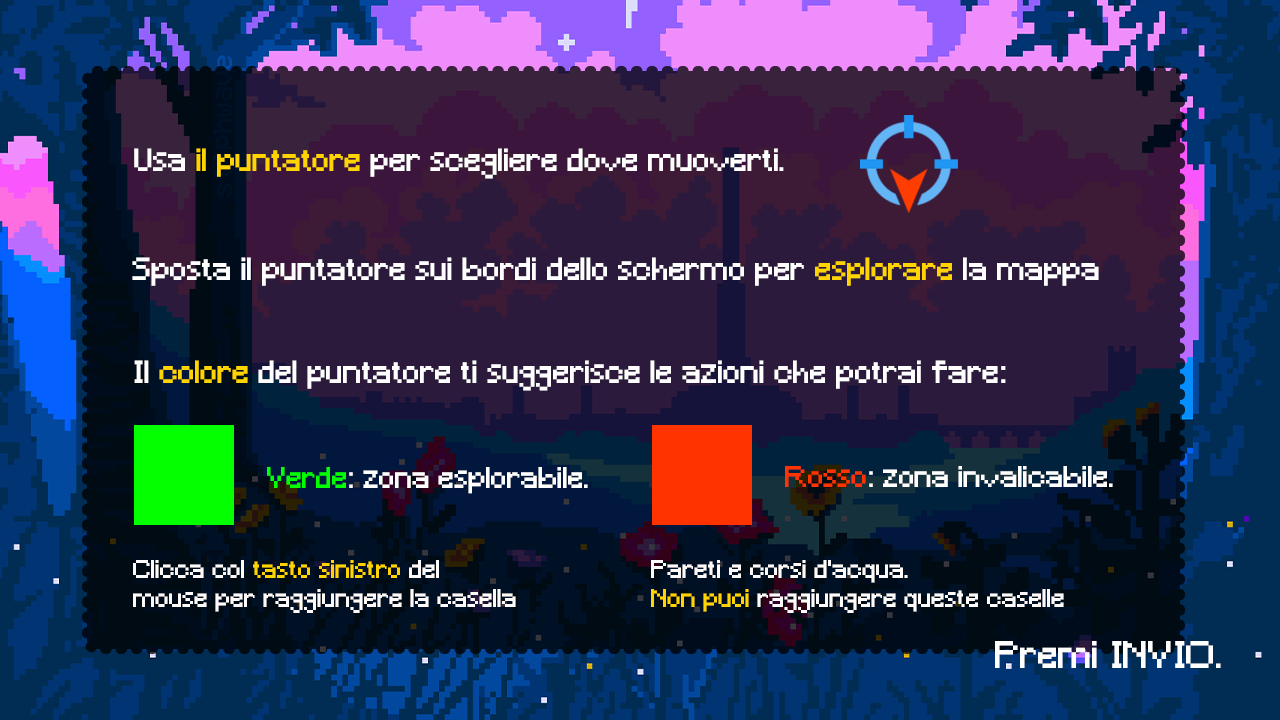 Usa il puntatore per scegliere dove muoverti.
Sposta il puntatore sui bordi dello schermo per esplorare la mappa
Il colore del puntatore ti suggerisce le azioni che potrai fare:
Verde: zona esplorabile.
Rosso: zona invalicabile.
Clicca col tasto sinistro del
mouse per raggiungere la casella
Pareti e corsi d'acqua.
Non puoi raggiungere queste caselle
Premi INVIO.